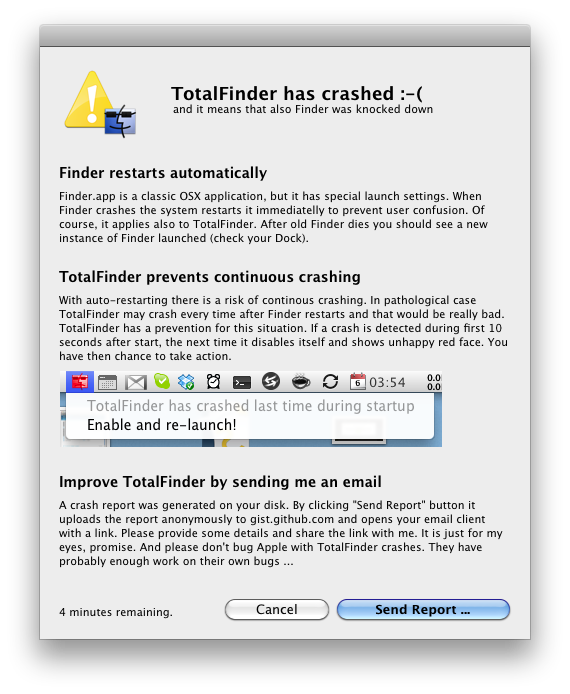 TotalFinder has crashed :-(
and it means that also Finder was knocked down
Finder restarts automatically
Finder.app is a classic OSX application, but it has special launch settings. When
Finder crashes the system restarts it immediatelly to prevent user confusion. Of
course, it applies also to TotalFinder. After old Finder dies you should see a new
instance of Finder launched (check your Dock).
TotalFinder prevents continuous crashing
With auto-restarting there is a risk of continous crashing. In pathological case
TotalFinder may crash every time after Finder restarts and that would be really bad.
TotalFinder has a prevention for this situation. If a crash is detected during first 10
seconds after start, the next time it disables itself and shows unhappy red face. You
have then chance to take action.
6 03:54 0.0
0.0
TotalFinder has crashed last time during startup
Enable and re-launch!
Improve TotalFinder by sending me an email
A crash report was generated on your disk. By clicking "Send Report" button it
uploads the report anonymously to gist.github.com and opens your email client
with a link. Please provide some details and share the link with me. It is just for my
eyes, promise. And please don't bug Apple with TotalFinder crashes. They have
probably enough work on their own bugs ...
4 minutes remaining. Cancel Send Report ...